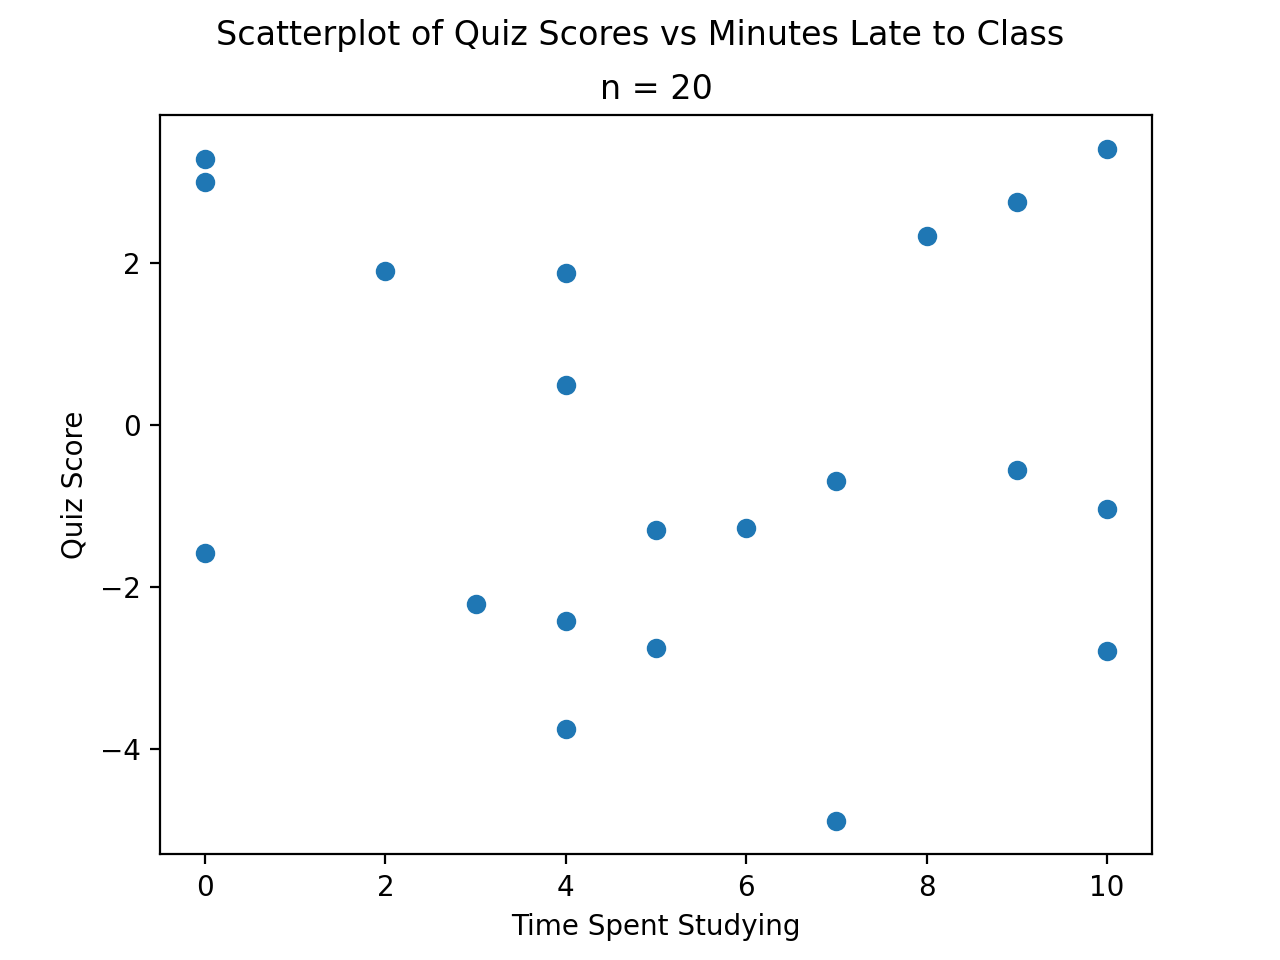 Scatterplot of Quiz Scores vs Minutes Late to Class
n = 20
2
0
−2
−4
Quiz Score
0 2 4 6 8 10
Time Spent Studying